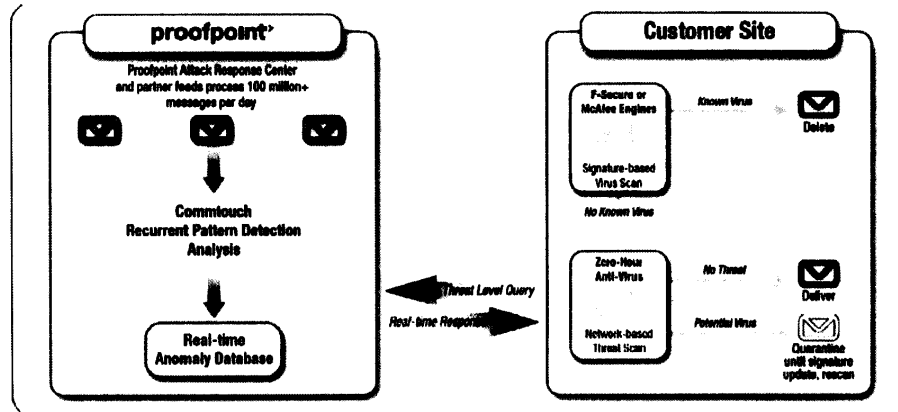 proofpoint
Proofpoint Attack Response Center
and partner feeds process 100 million+
messages per day
Commtouch
Recurrent Pattern Detection
Analysis
Real-time
Anomaly Database
Threat Level Query
Real-time Respons
Customer Site
F-Secure or
McAfee Engines
Known Virus
Delete
Signature-based
Virus Scan
No Known Virus
Zero-Hour
Anti-Virus
No Threat
Deliver
Potential Virus
Network-based
Threat Scan
Quarantine
until signature
update, rescan